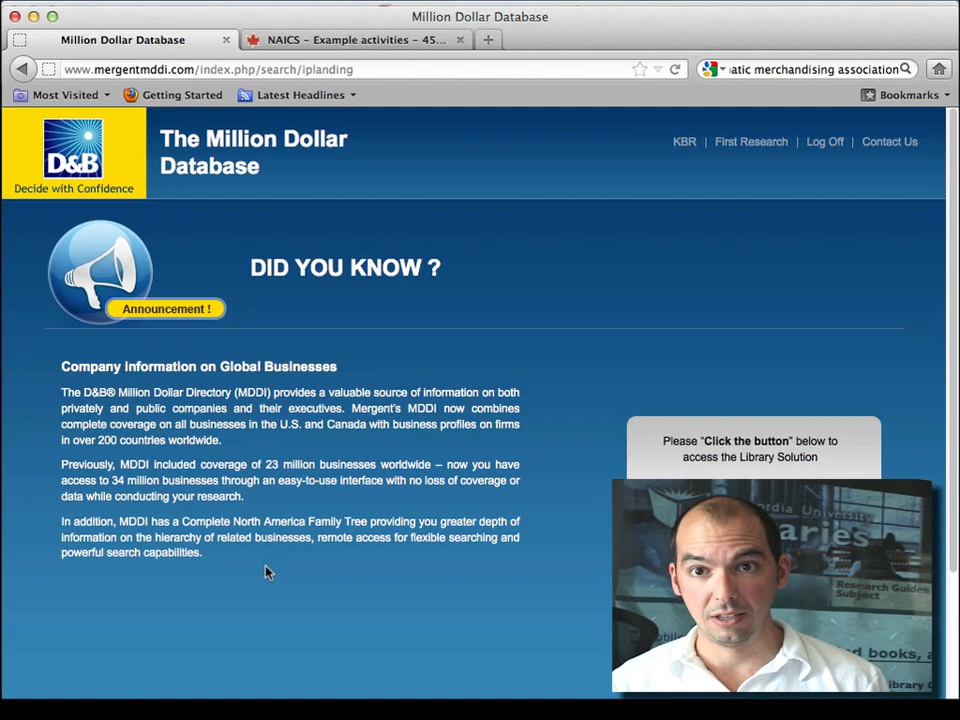 Million Dollar Database
Million Dollar Database
NAICS - Example activities - 45...
www.mergentmddi.com/index.php/search/iplanding
atic merchandising association
Most Visited
Getting Started
Latest Headlines
Bookmarks
D&B
Decide with Confidence
The Million Dollar
Database
KBR | First Research | Log Off | Contact Us
DID YOU KNOW ?
Announcement !
Company Information on Global Businesses
The D&B® Million Dollar Directory (MDDI) provides a valuable source of information on both
privately and public companies and their executives. Mergent's MDDI now combines
complete coverage on all businesses in the U.S. and Canada with business profiles on firms
in over 200 countries worldwide.
Previously, MDDI included coverage of 23 million businesses worldwide – now you have
access to 34 million businesses through an easy-to-use interface with no loss of coverage or
data while conducting your research.
In addition, MDDI has a Complete North America Family Tree providing you greater depth of
information on the hierarchy of related businesses, remote access for flexible searching and
powerful search capabilities.
Please "Click the button" below to
access the Library Solution
ordia University
raries
Research Guides
Subject
d books, a
ibrary C